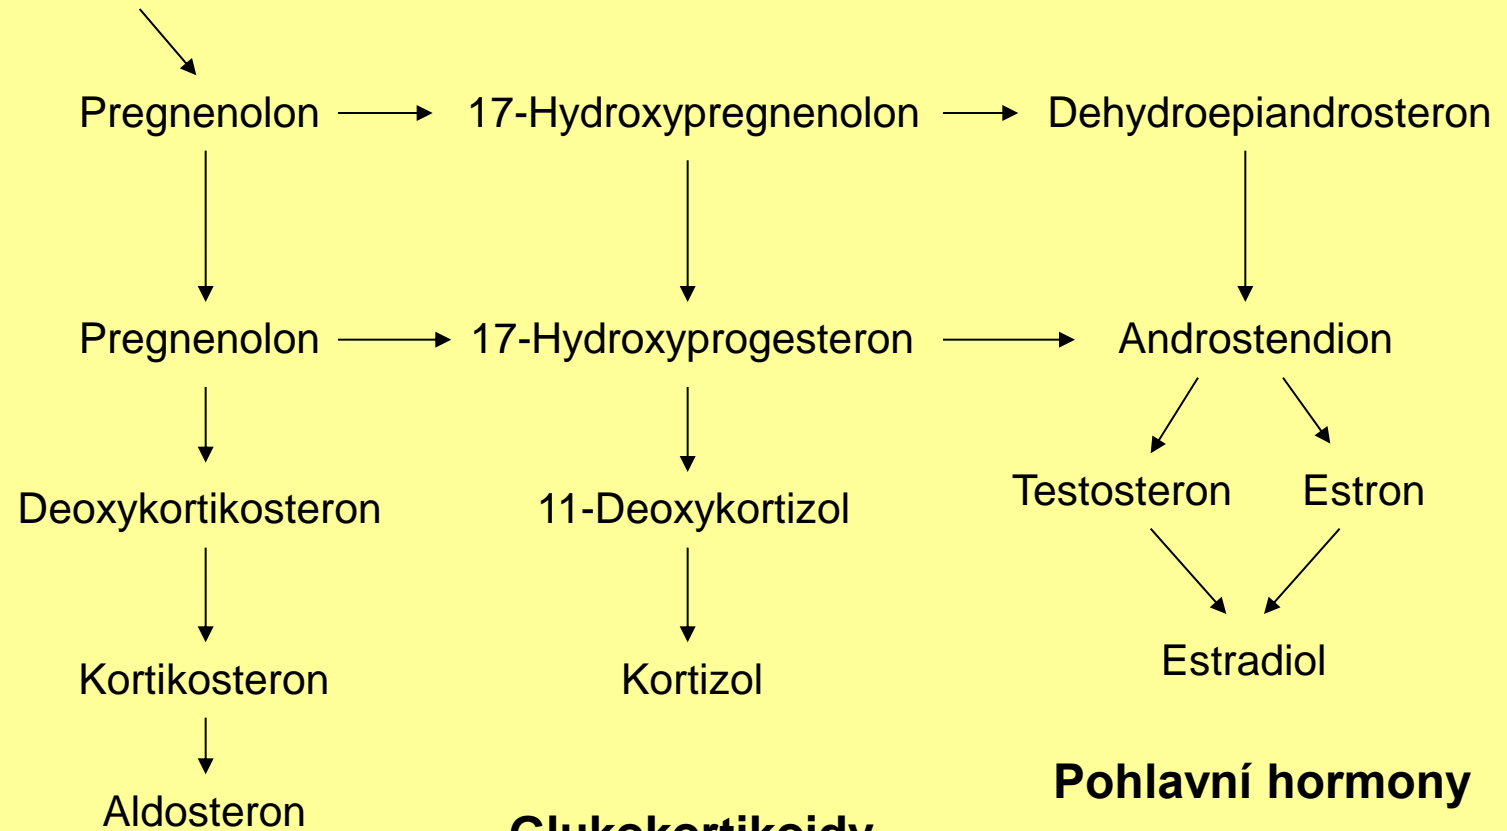 Pregnenolon 17-Hydroxypregnenolon Dehydroepiandrosteron
Pregnenolon 17-Hydroxyprogesteron Androstendion
Deoxykortikosteron 11-Deoxykortizol Testosteron Estron
Kortikosteron Kortizol Estradiol
Aldosteron Glukokortikoidy Pohlavní hormony